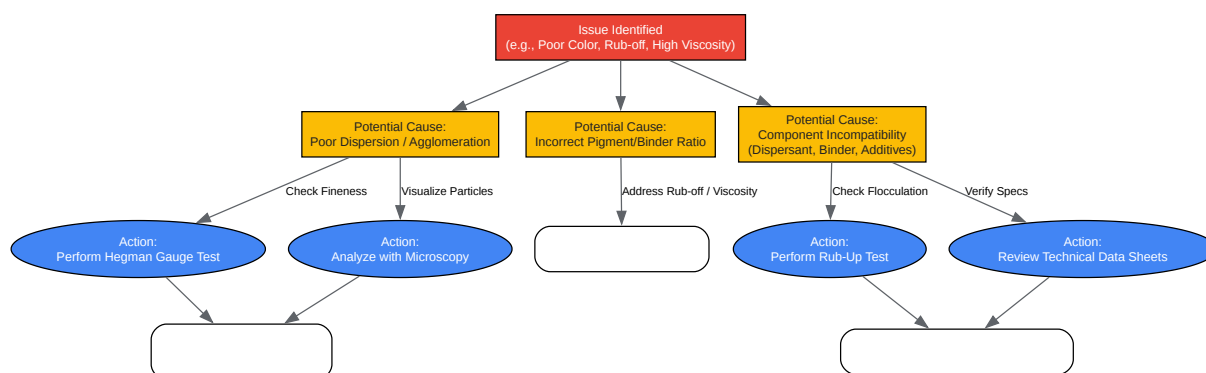 Issue Identified
(e.g., Poor Color, Rub-off, High Viscosity)
Potential Cause:
Poor Dispersion / Agglomeration
Potential Cause:
Incorrect Pigment/Binder Ratio
Potential Cause:
Component Incompatibility
(Dispersant, Binder, Additives)
Check Fineness
Visualize Particles
Address Rub-off / Viscosity
Check Flocculation
Verify Specs
Action:
Perform Hegman Gauge Test
Action:
Analyze with Microscopy
Action:
Perform Rub-Up Test
Action:
Review Technical Data Sheets